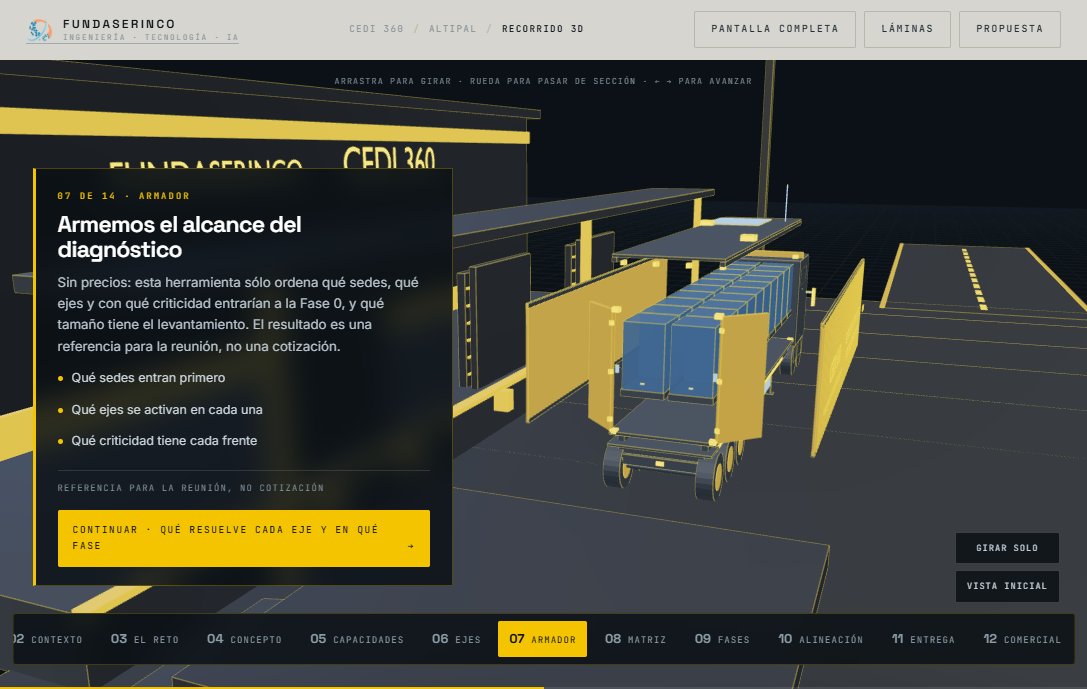 FUNDASERINCO
INGENIERÍA · TECNOLOGÍA · IA
CEDI 360 / ALTIPAL / RECORRIDO 3D
PANTALLA COMPLETA
LÁMINAS
PROPUESTA
ARRASTRA PARA GIRAR · RUEDA PARA PASAR DE SECCIÓN · ← → PARA AVANZAR
FUNDASERINCO
CEDI 360
07 DE 14 · ARMADOR
Armemos el alcance del
diagnóstico
Sin precios: esta herramienta sólo ordena qué sedes, qué
ejes y con qué criticidad entrarían a la Fase 0, y qué
tamaño tiene el levantamiento. El resultado es una
referencia para la reunión, no una cotización.
Qué sedes entran primero
Qué ejes se activan en cada una
Qué criticidad tiene cada frente
REFERENCIA PARA LA REUNIÓN, NO COTIZACIÓN
CONTINUAR · QUÉ RESUELVE CADA EJE Y EN QUÉ
FASE →
GIRAR SOLO
VISTA INICIAL
02 CONTEXTO
03 EL RETO
04 CONCEPTO
05 CAPACIDADES
06 EJES
07 ARMADOR
08 MATRIZ
09 FASES
10 ALINEACIÓN
11 ENTREGA
12 COMERCIAL